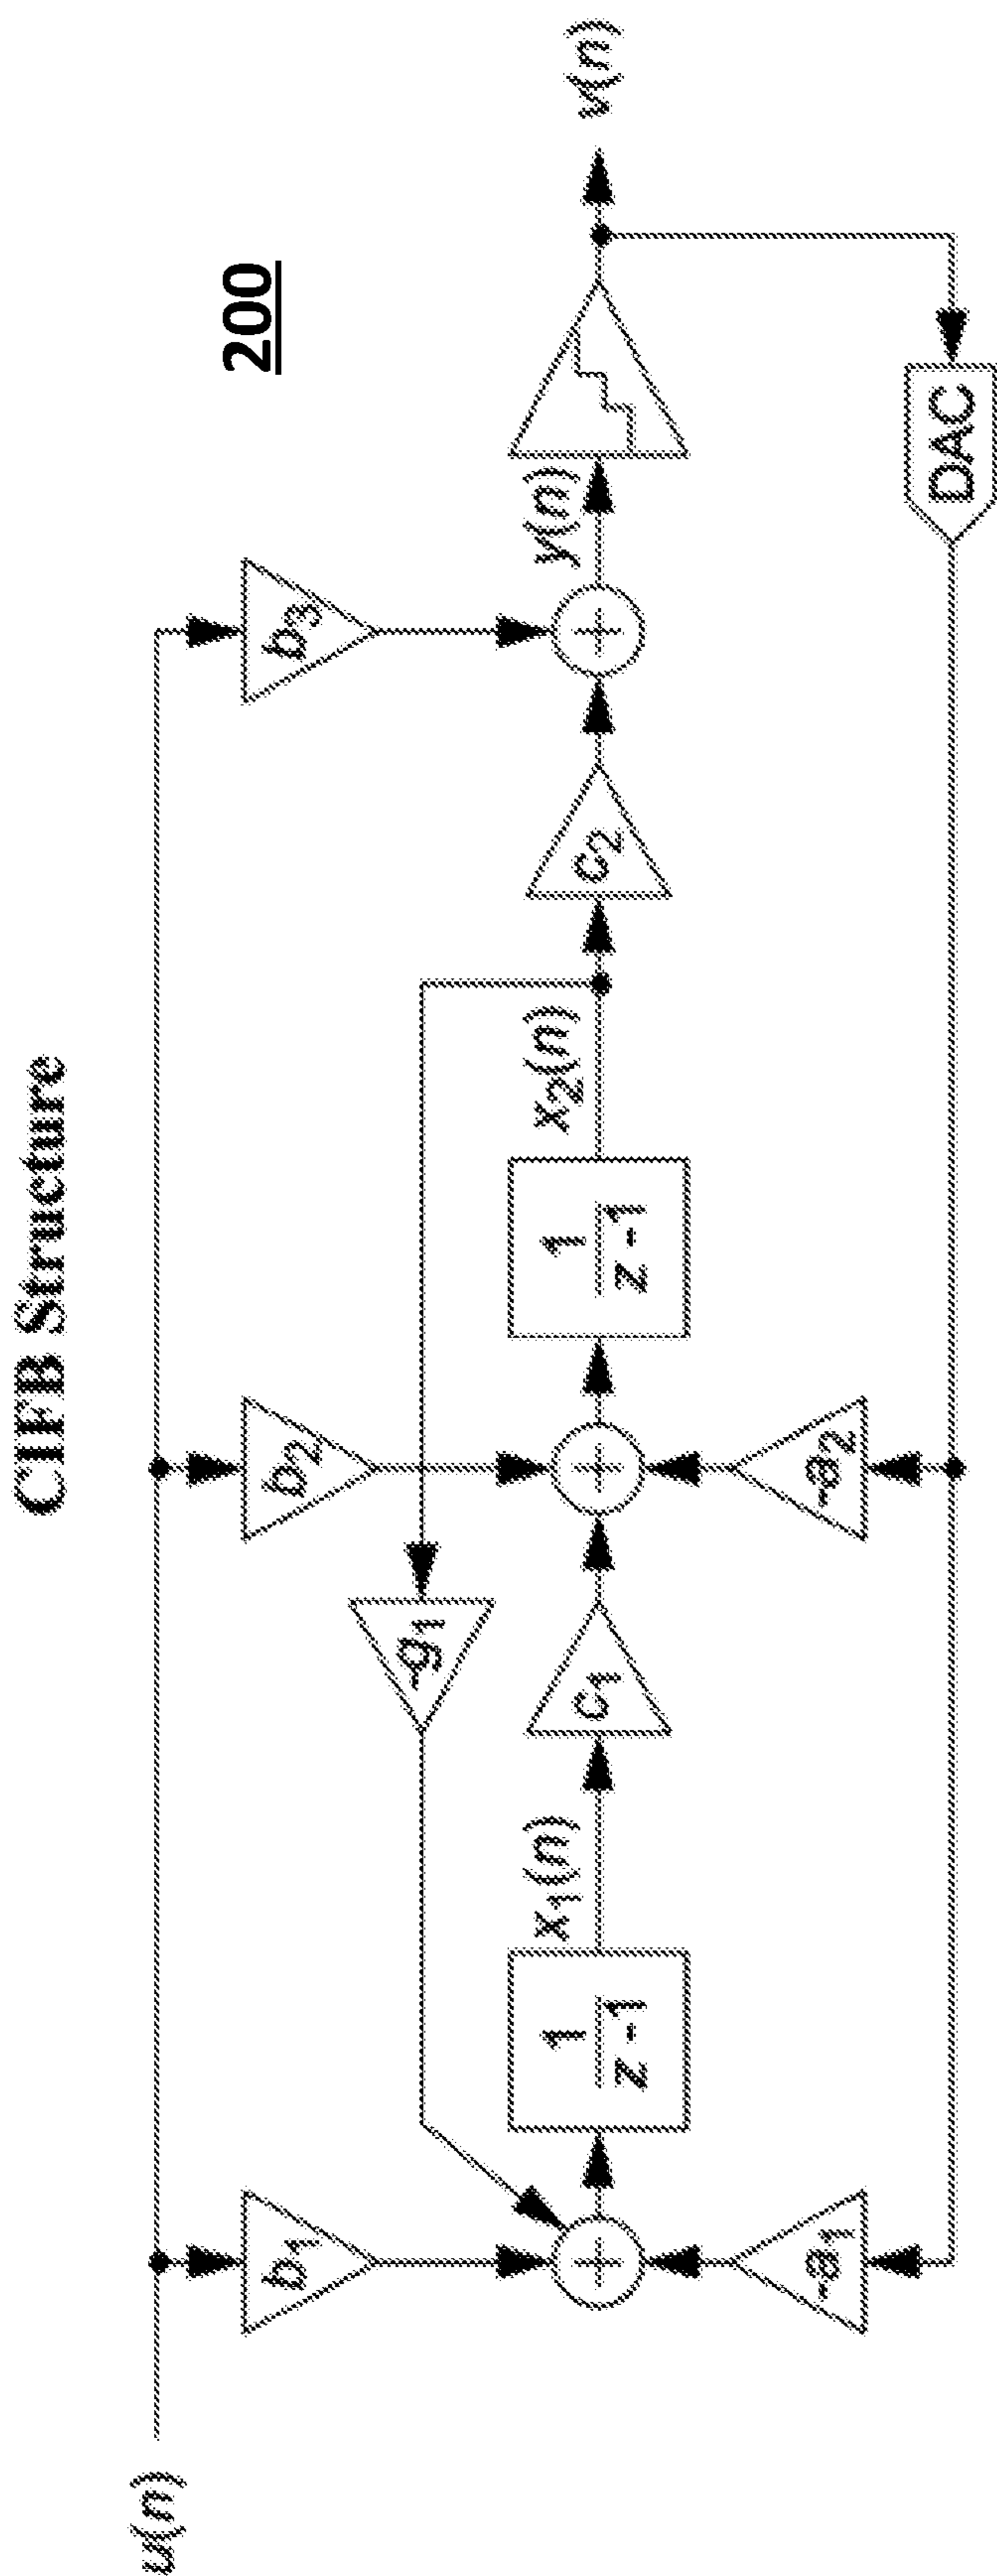 CIFB Structure
200
u(n)
b1
b2
b3
-g1
1
z -1
x1(n)
c1
1
z -1
x2(n)
c2
y(n)
v(n)
-a1
-a2
DAC